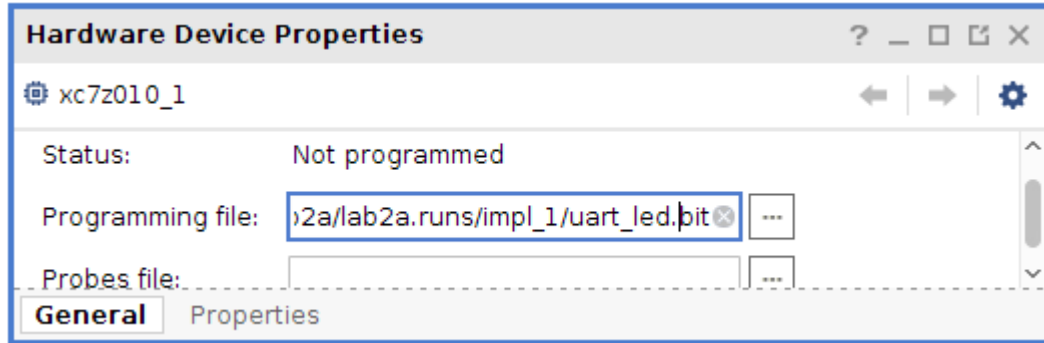 Hardware Device Properties ?
xc7z010_1
Status: Not programmed
Programming file: 2a/lab2a.runs/impl_1/uart_led.bit ...
Probes file: ...
General Properties